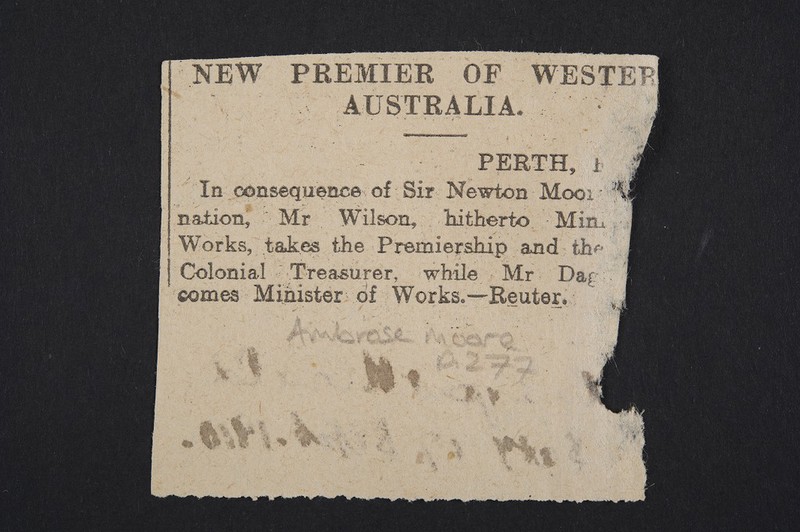 NEW PREMIER OF WESTER
AUSTRALIA.
PERTH,
In consequence of Sir Newton Moor
nation, Mr Wilson, hitherto Min
Works, takes the Premiership and the
Colonial Treasurer, while Mr Dag
comes Minister of Works.—Reuter.
Ambrose Moore
A277